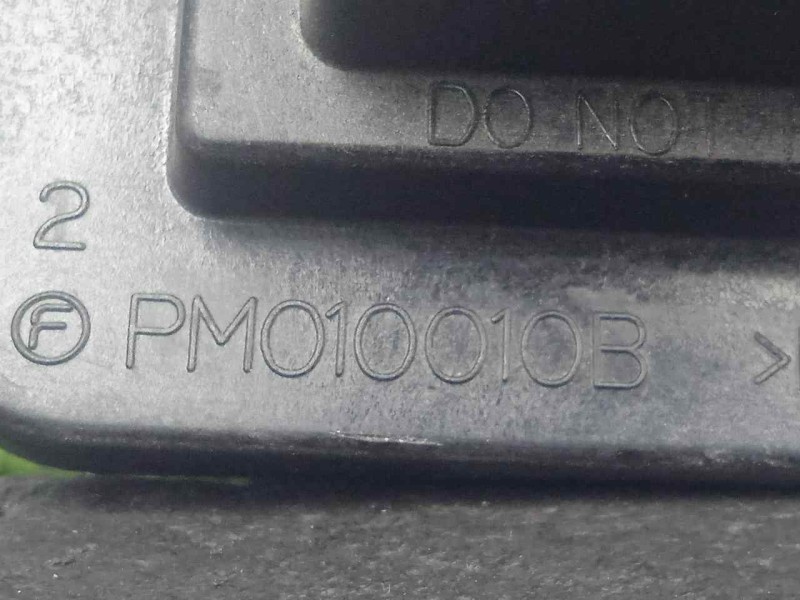 DO NOT
2
Ⓕ PM010010B >